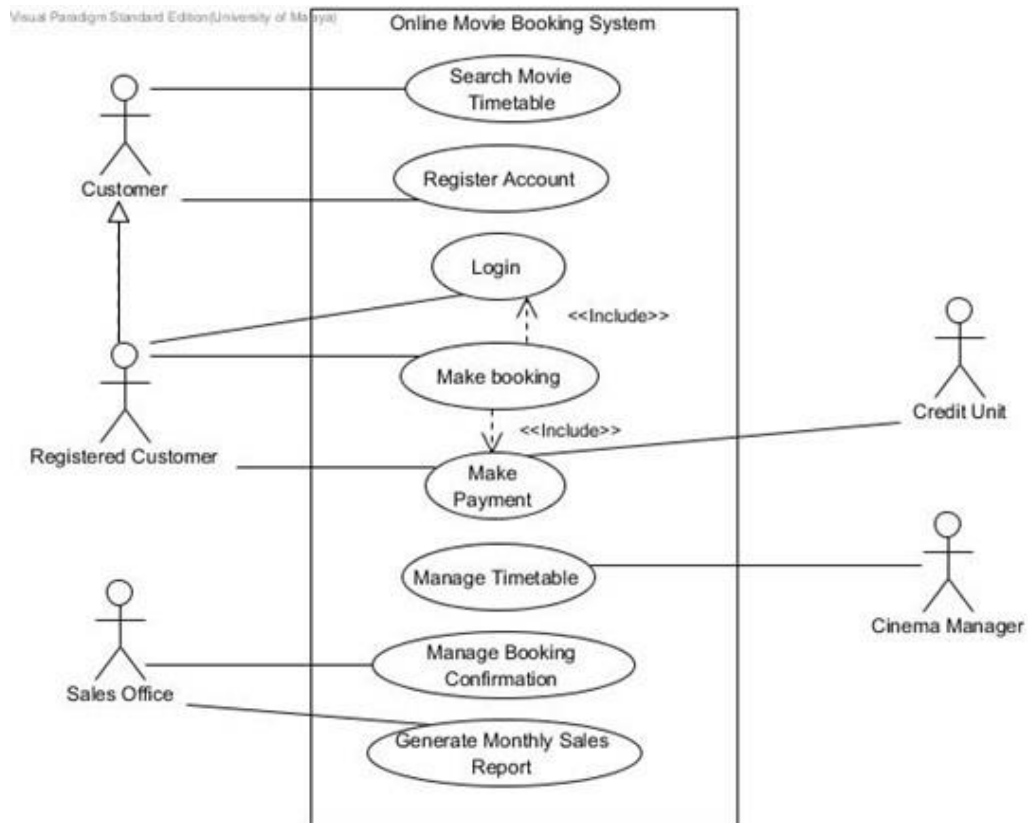 Visual Paradigm Standard Edition(University of Malaya)
Online Movie Booking System
Search Movie
Timetable
Customer
Register Account
Login
<<Include>>
Make booking
Registered Customer
<<Include>>
Make
Payment
Credit Unit
Manage Timetable
Cinema Manager
Sales Office
Manage Booking
Confirmation
Generate Monthly Sales
Report